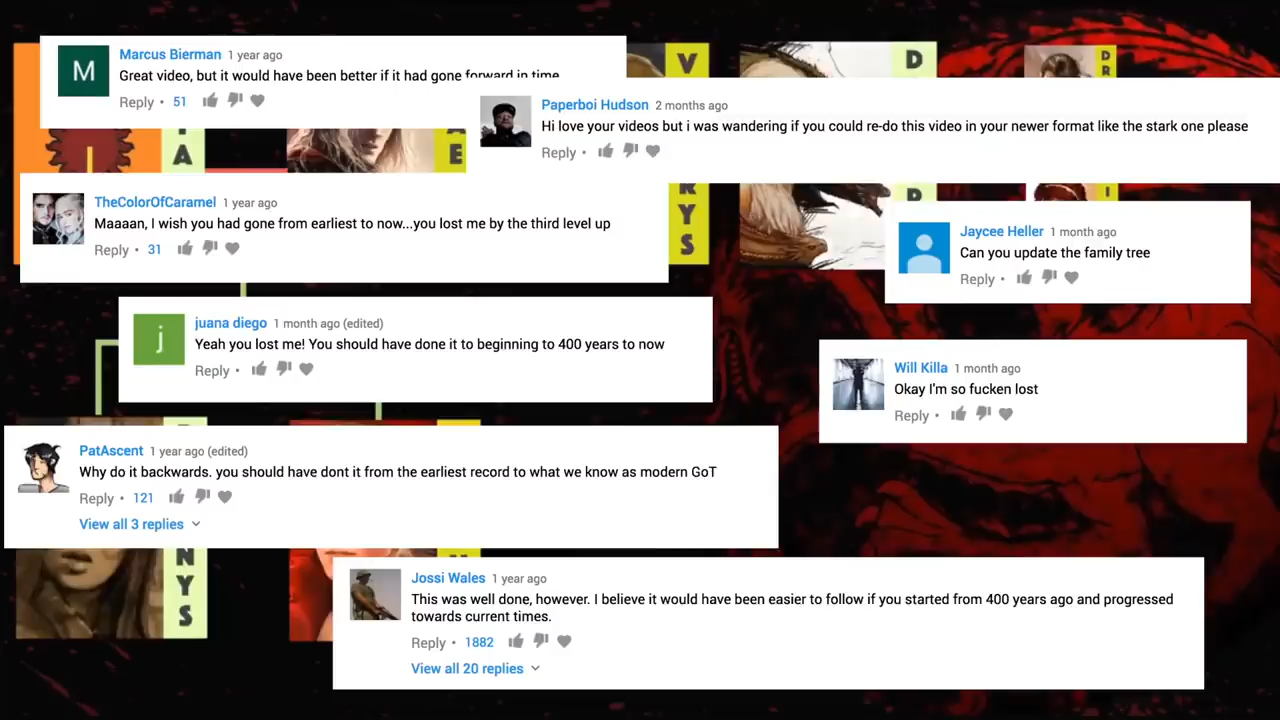 M
Marcus Bierman 1 year ago
Great video, but it would have been better if it had gone forward in time
Reply • 51
Paperboi Hudson 2 months ago
Hi love your videos but i was wandering if you could re-do this video in your newer format like the stark one please
Reply •
TheColorOfCaramel 1 year ago
Maaaan, I wish you had gone from earliest to now...you lost me by the third level up
Reply • 31
Jaycee Heller 1 month ago
Can you update the family tree
Reply •
j
juana diego 1 month ago (edited)
Yeah you lost me! You should have done it to beginning to 400 years to now
Reply •
Will Killa 1 month ago
Okay I'm so fucken lost
Reply •
PatAscent 1 year ago (edited)
Why do it backwards. you should have dont it from the earliest record to what we know as modern GoT
Reply • 121
View all 3 replies
Jossi Wales 1 year ago
This was well done, however. I believe it would have been easier to follow if you started from 400 years ago and progressed
towards current times.
Reply • 1882
View all 20 replies
V
R
Y
S
D
D
R
I
A
E
N
Y
S